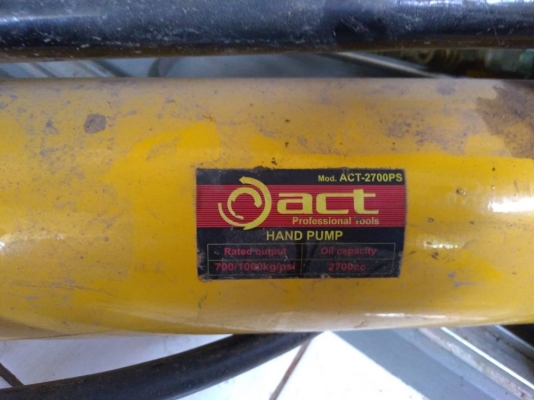 Mod. ACT-2700PS
act
Professional Tools
HAND PUMP
Rated output Oil capacity
700/1000kg/psi 2700cc